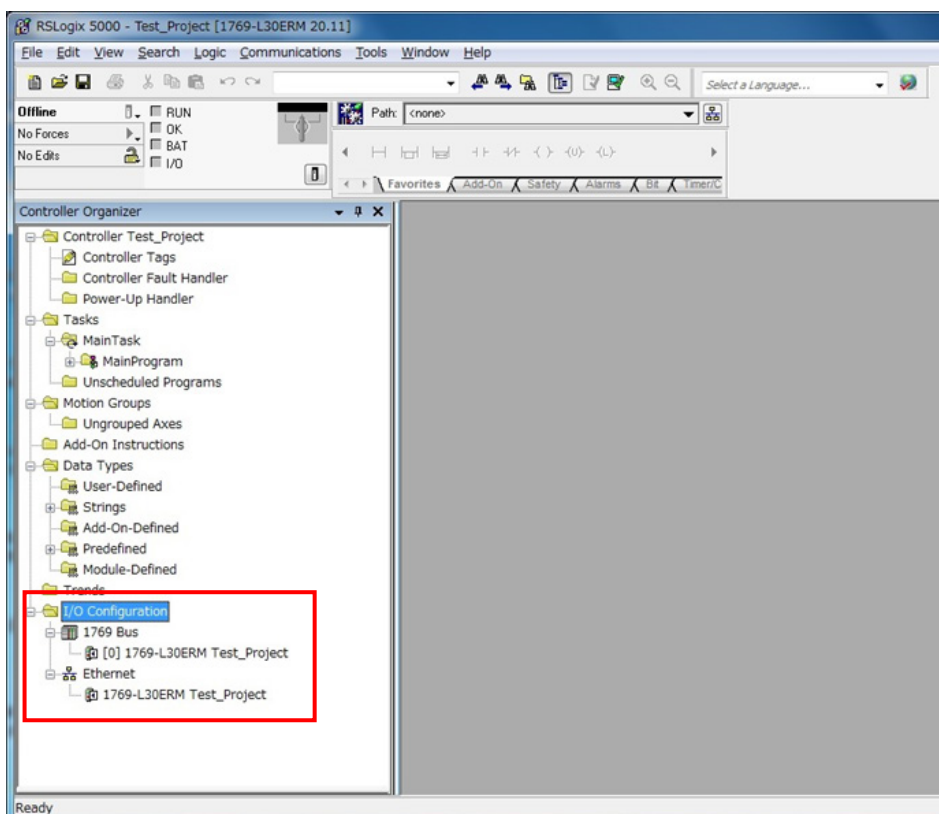 RSLogix 5000 - Test_Project [1769-L30ERM 20.11]
File Edit View Search Logic Communications Tools Window Help
Select a Language...
Offline RUN
No Forces OK
No Edits BAT
I/O
Path: <none>
Favorites Add-On Safety Alarms Bit Timer/C
Controller Organizer
Controller Test_Project
Controller Tags
Controller Fault Handler
Power-Up Handler
Tasks
MainTask
MainProgram
Unscheduled Programs
Motion Groups
Ungrouped Axes
Add-On Instructions
Data Types
User-Defined
Strings
Add-On-Defined
Predefined
Module-Defined
Trends
I/O Configuration
1769 Bus
[0] 1769-L30ERM Test_Project
Ethernet
1769-L30ERM Test_Project
Ready